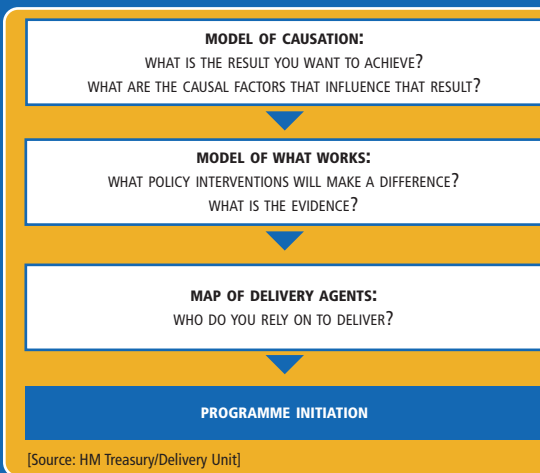 MODEL OF CAUSATION:
WHAT IS THE RESULT YOU WANT TO ACHIEVE?
WHAT ARE THE CAUSAL FACTORS THAT INFLUENCE THAT RESULT?
MODEL OF WHAT WORKS:
WHAT POLICY INTERVENTIONS WILL MAKE A DIFFERENCE?
WHAT IS THE EVIDENCE?
MAP OF DELIVERY AGENTS:
WHO DO YOU RELY ON TO DELIVER?
PROGRAMME INITIATION
[Source: HM Treasury/Delivery Unit]